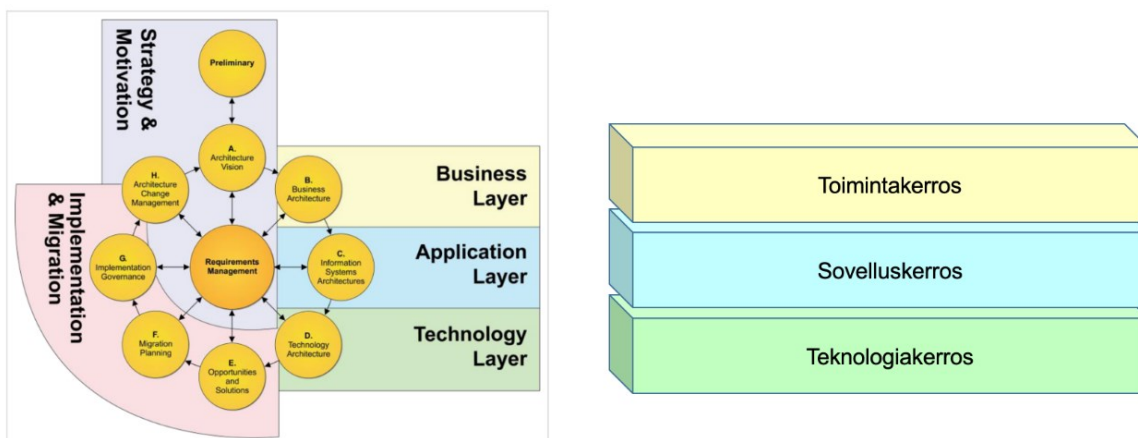 Strategy &
Motivation
Preliminary
A.
Architecture
Vision
H.
Architecture
Change
Management
B.
Business
Architecture
Business
Layer
Implementation
& Migration
G.
Implementation
Governance
Requirements
Management
C.
Information
Systems
Architectures
Application
Layer
F.
Migration
Planning
E.
Opportunities
and
Solutions
D.
Technology
Architecture
Technology
Layer
Toimintakerros
Sovelluskerros
Teknologiakerros